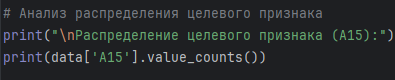 # Анализ распределения целевого признака
print("\nРаспределение целевого признака (A15):")
print(data['A15'].value_counts())